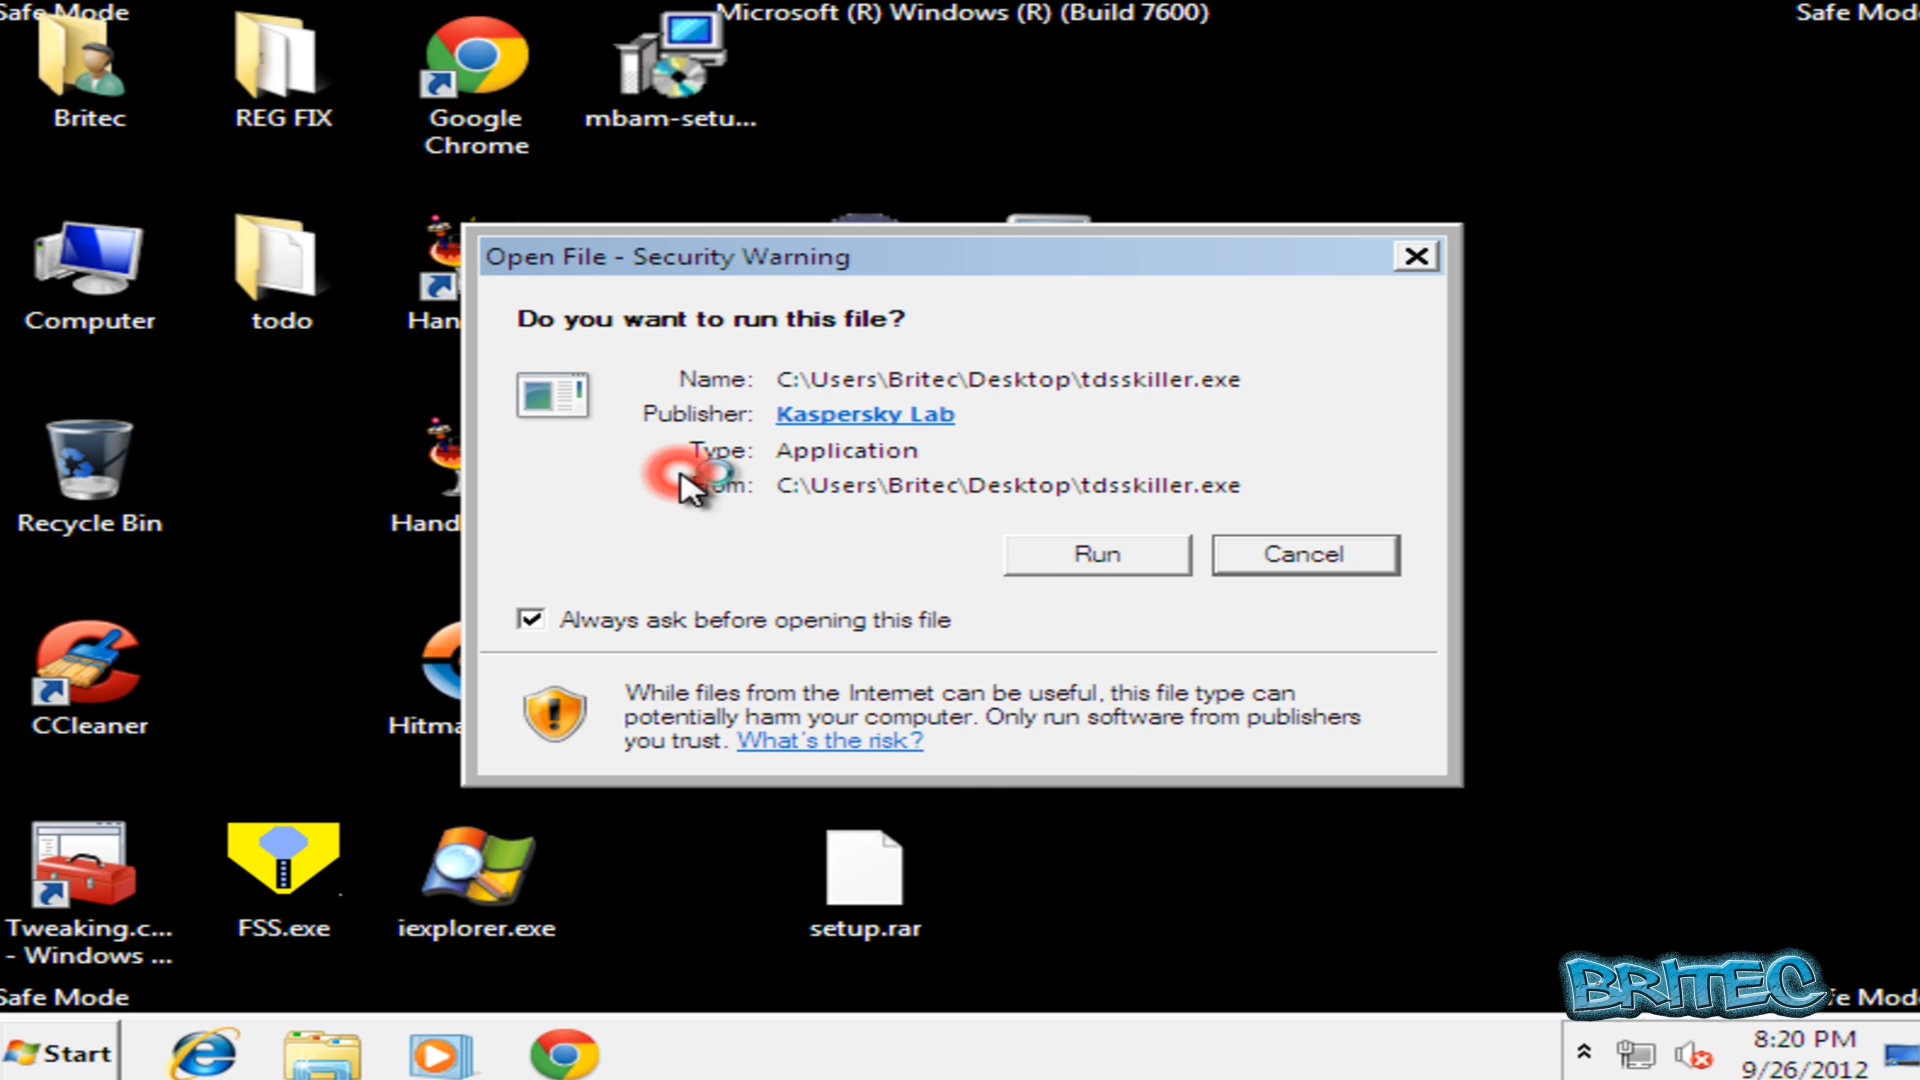 Safe Mode
Microsoft (R) Windows (R) (Build 7600)
Safe Mod
Britec
REG FIX
Google
Chrome
mbam-setu...
Computer
todo
Han
Recycle Bin
Hand
CCleaner
Hitma
Open File - Security Warning
Do you want to run this file?
Name: C:\Users\Britec\Desktop\tdsskiller.exe
Publisher: Kaspersky Lab
Type: Application
C:\Users\Britec\Desktop\tdsskiller.exe
Run
Cancel
Always ask before opening this file
While files from the Internet can be useful, this file type can
potentially harm your computer. Only run software from publishers
you trust. What's the risk?
Tweaking.c...
- Windows ...
FSS.exe
iexplorer.exe
setup.rar
Safe Mode
BRITEC
fe Mod
Start
8:20 PM
9/26/2012